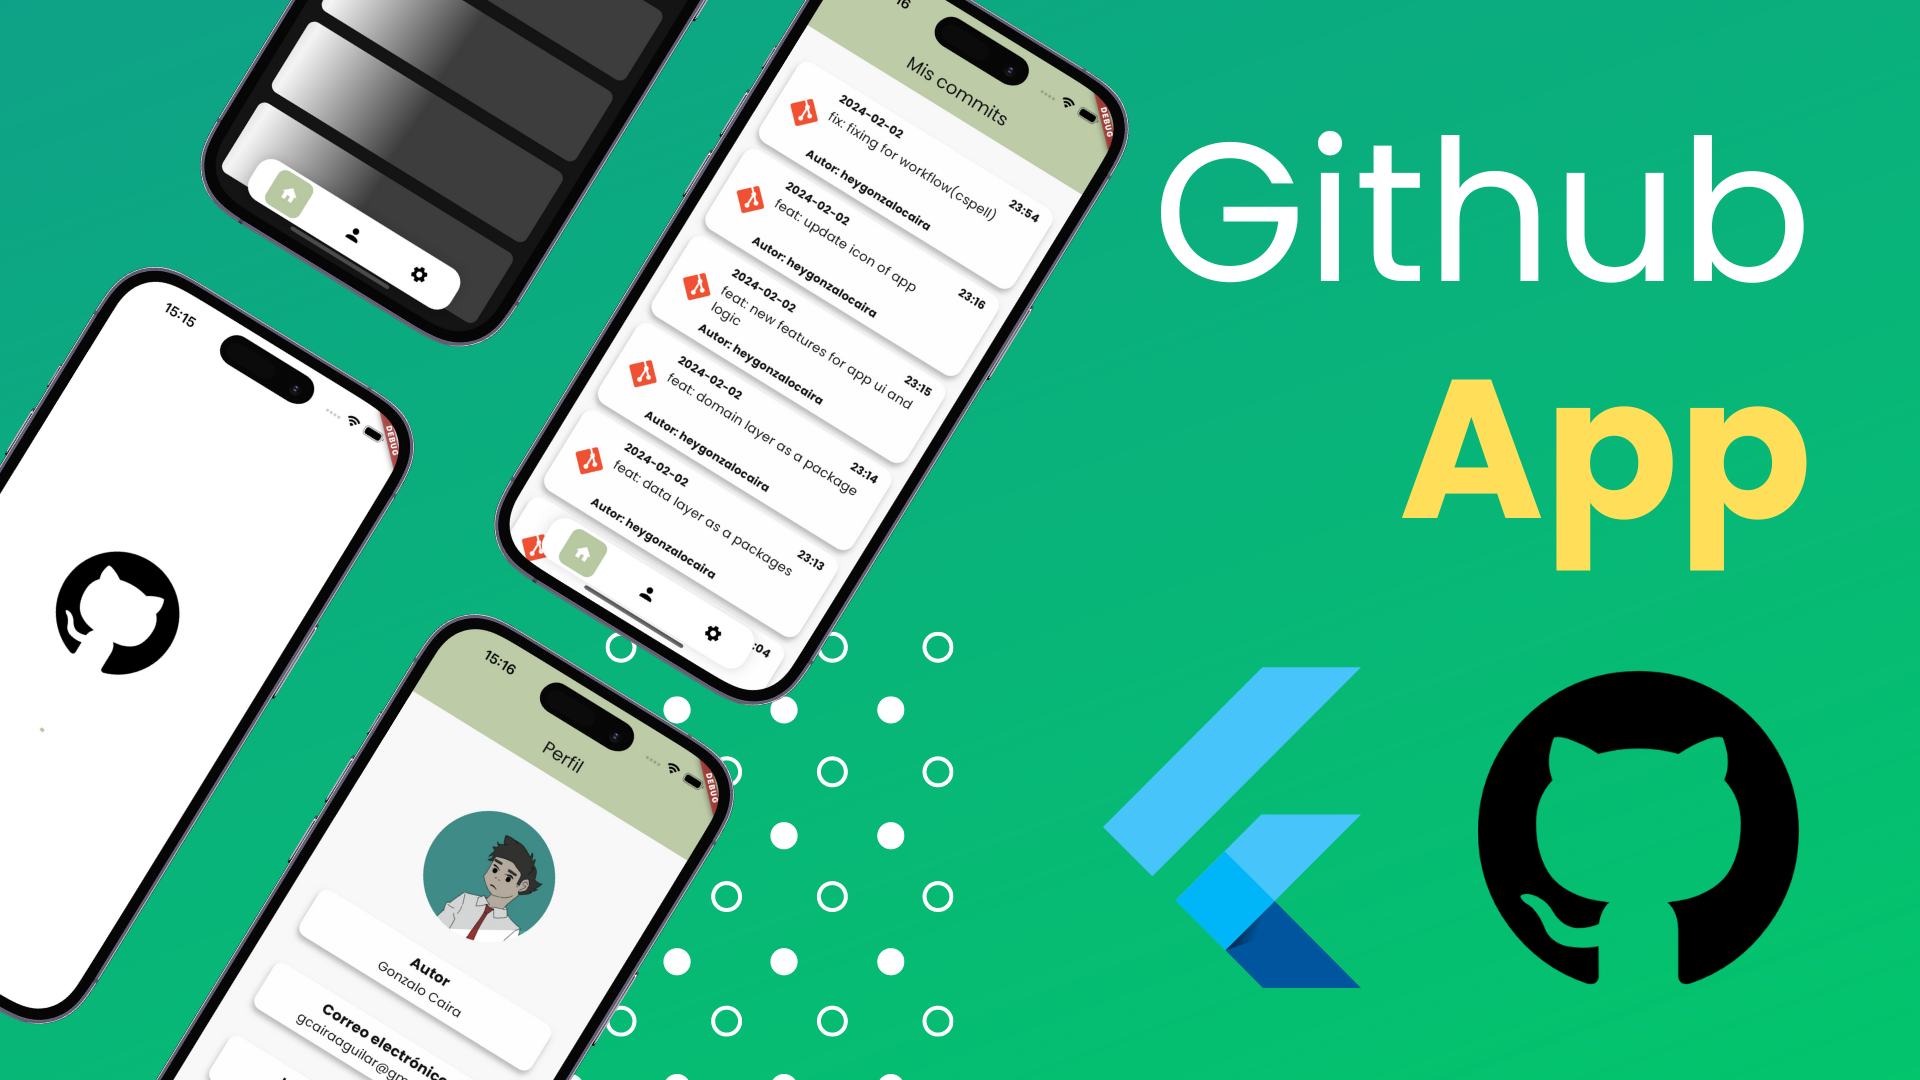 Github
App
16
Mis commits
DEBUG
2024-02-02
fix: fixing for workflow(cspell)
23:54
Autor: heygonzalocaira
2024-02-02
feat: update icon of app
23:16
Autor: heygonzalocaira
2024-02-02
feat: new features for app ui and
logic
23:15
Autor: heygonzalocaira
2024-02-02
feat: domain layer as a package
23:14
Autor: heygonzalocaira
2024-02-02
feat: data layer as a packages
23:13
Autor: heygonzalocaira
:04
15:15
DEBUG
15:16
DEBUG
Perfil
Autor
Gonzalo Caira
Correo electrónico
gcairaaguilar@gm